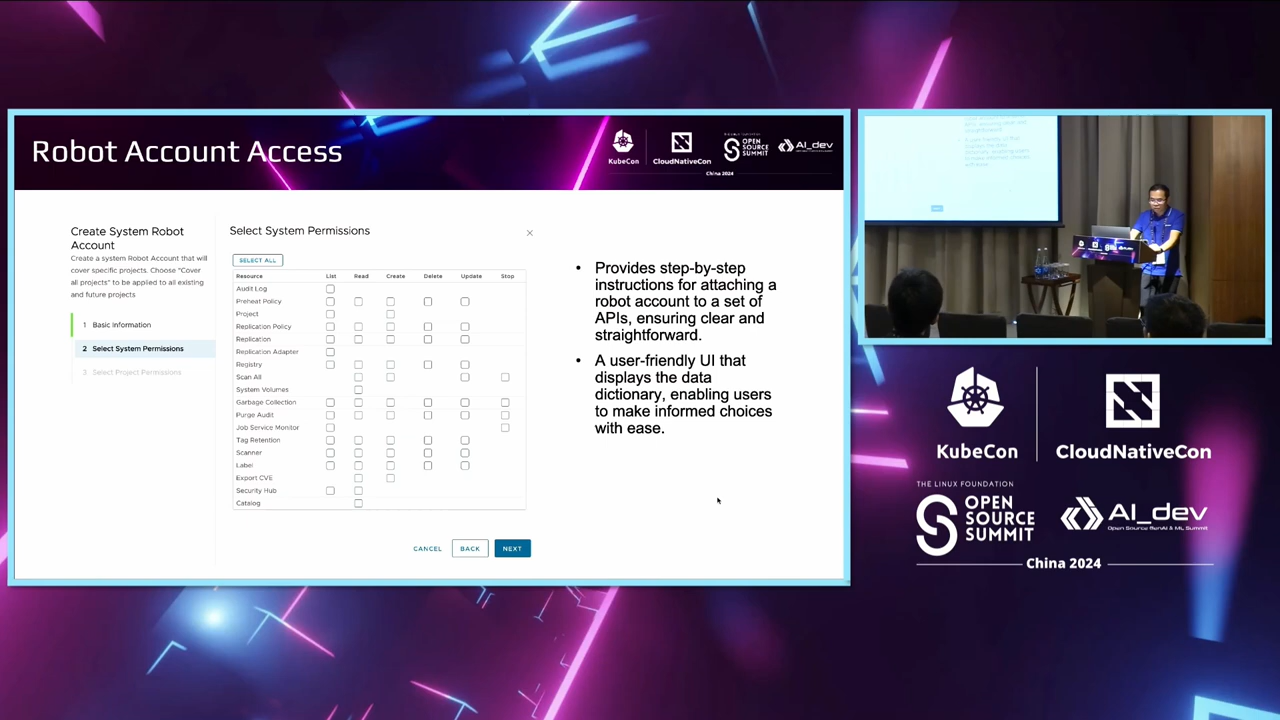 Robot Account Access
KubeCon
CloudNativeCon
THE LINUX FOUNDATION
OPEN
SOURCE
SUMMIT
AI_dev
China 2024
Create System Robot
Account
Create a system Robot Account that will
cover specific projects. Choose "Cover
all projects" to be applied to all existing
and future projects
1 Basic Information
2 Select System Permissions
3 Select Project Permissions
Select System Permissions
SELECT ALL
Resource List Read Create Delete Update Stop
Audit Log
Preheat Policy
Project
Replication Policy
Replication
Replication Adapter
Registry
Scan All
System Volumes
Garbage Collection
Purge Audit
Job Service Monitor
Tag Retention
Scanner
Label
Export CVE
Security Hub
Catalog
CANCEL BACK NEXT
• Provides step-by-step
instructions for attaching a
robot account to a set of
APIs, ensuring clear and
straightforward.
• A user-friendly UI that
displays the data
dictionary, enabling users
to make informed choices
with ease.
KubeCon
CloudNativeCon
THE LINUX FOUNDATION
OPEN
SOURCE
SUMMIT
AI_dev
Open Source GenAI & ML Summit
China 2024